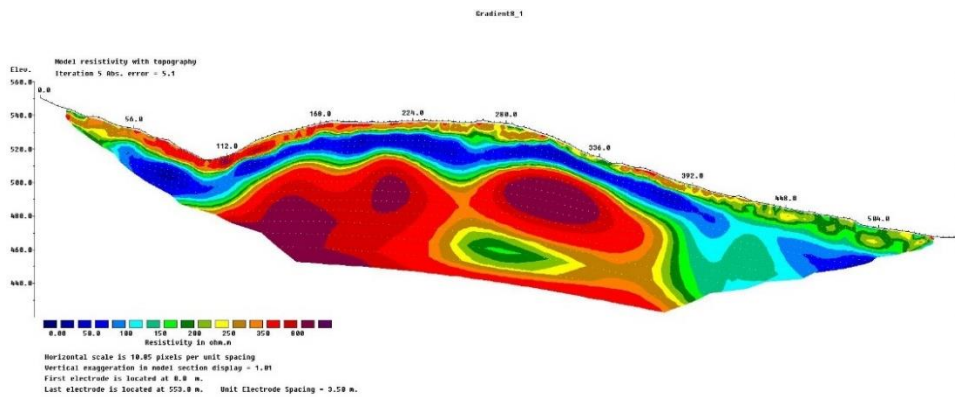 GradientN_1
Model resistivity with topography
Iteration 5 Abs. error = 5.1
Elev.
560.0
540.0
520.0
500.0
480.0
460.0
440.0
0.0
56.0
112.0
160.0
224.0
280.0
336.0
392.0
448.0
504.0
0.00 50.0 100 150 250 350 800
Resistivity in ohm.m
Horizontal scale is 10.05 pixels per unit spacing
Vertical exaggeration in model section display = 1.01
First electrode is located at 0.0 m.
Last electrode is located at 553.0 m. Unit Electrode Spacing = 3.50 m.